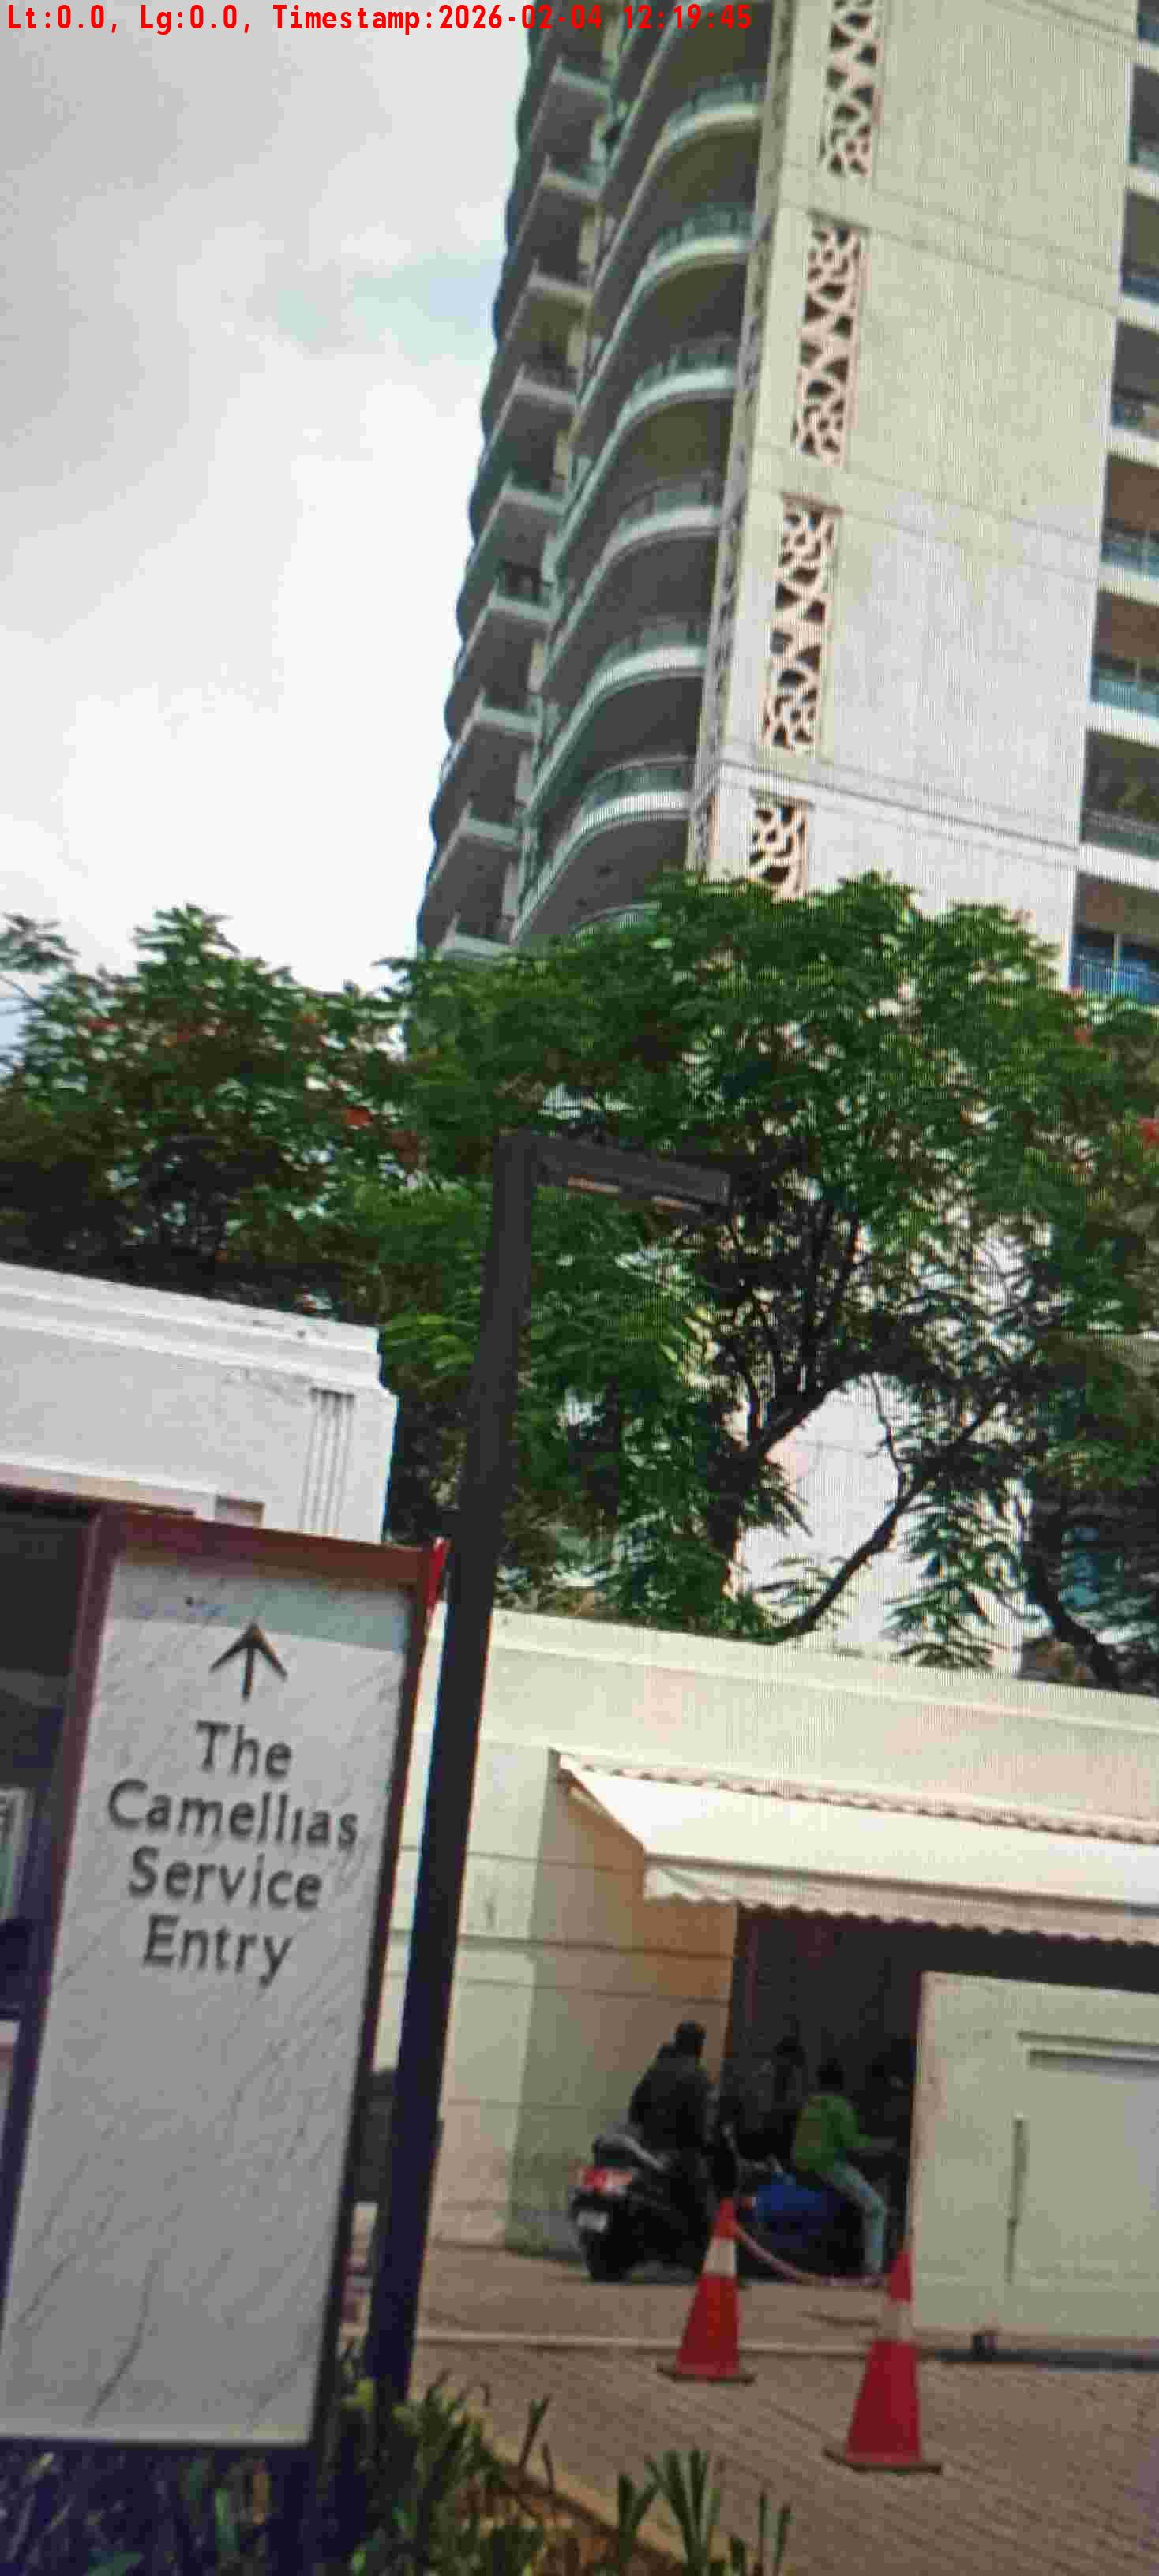 Lt:0.0, Lg:0.0, Timestamp:2026-02-04 12:19:45
The
Camellias
Service
Entry